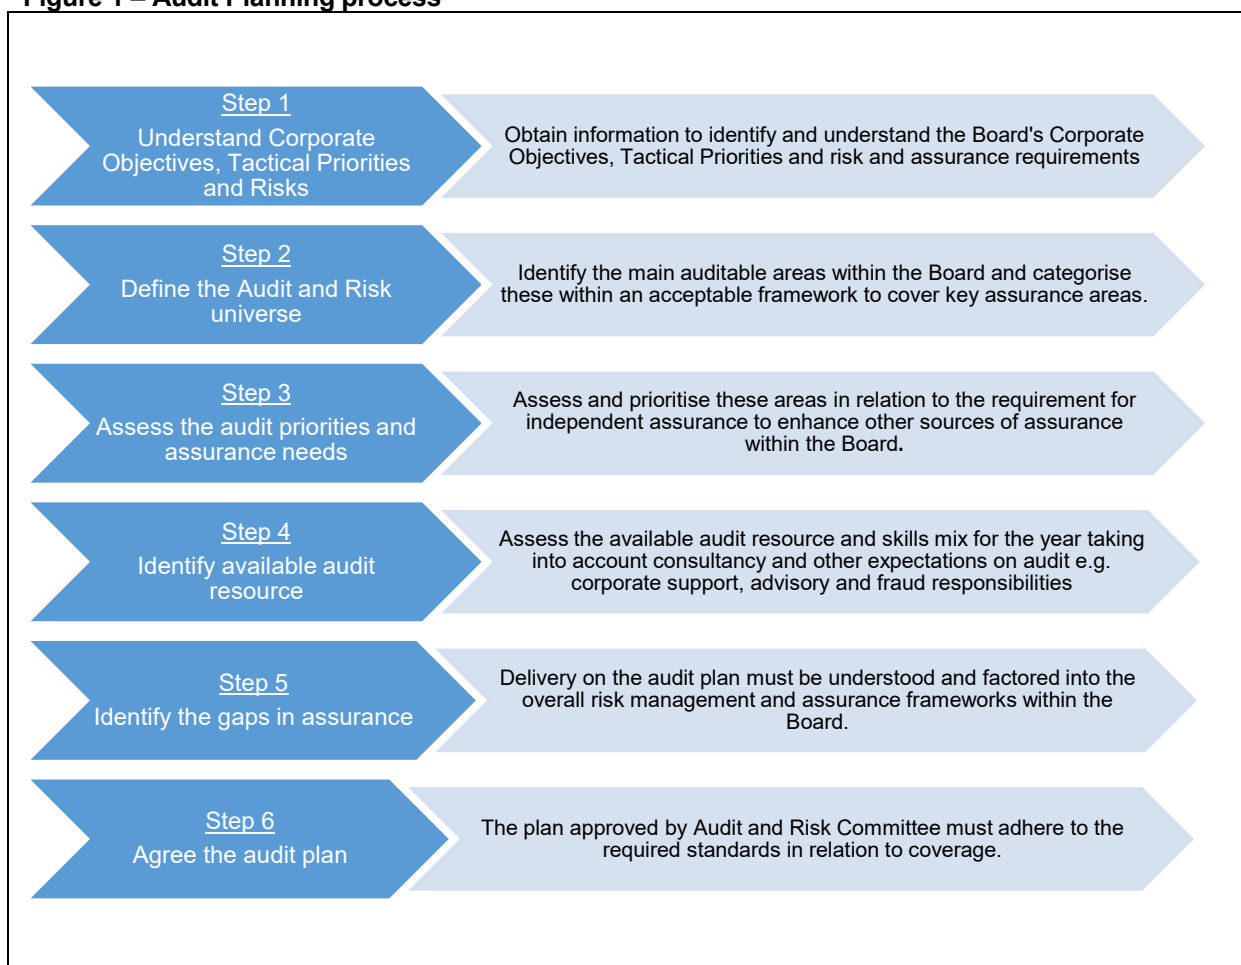 Figure 1 – Audit Planning process
Step 1
Understand Corporate
Objectives, Tactical Priorities
and Risks
Obtain information to identify and understand the Board's Corporate
Objectives, Tactical Priorities and risk and assurance requirements
Step 2
Define the Audit and Risk
universe
Identify the main auditable areas within the Board and categorise
these within an acceptable framework to cover key assurance areas.
Step 3
Assess the audit priorities and
assurance needs
Assess and prioritise these areas in relation to the requirement for
independent assurance to enhance other sources of assurance
within the Board.
Step 4
Identify available audit
resource
Assess the available audit resource and skills mix for the year taking
into account consultancy and other expectations on audit e.g.
corporate support, advisory and fraud responsibilities
Step 5
Identify the gaps in assurance
Delivery on the audit plan must be understood and factored into the
overall risk management and assurance frameworks within the
Board.
Step 6
Agree the audit plan
The plan approved by Audit and Risk Committee must adhere to the
required standards in relation to coverage.